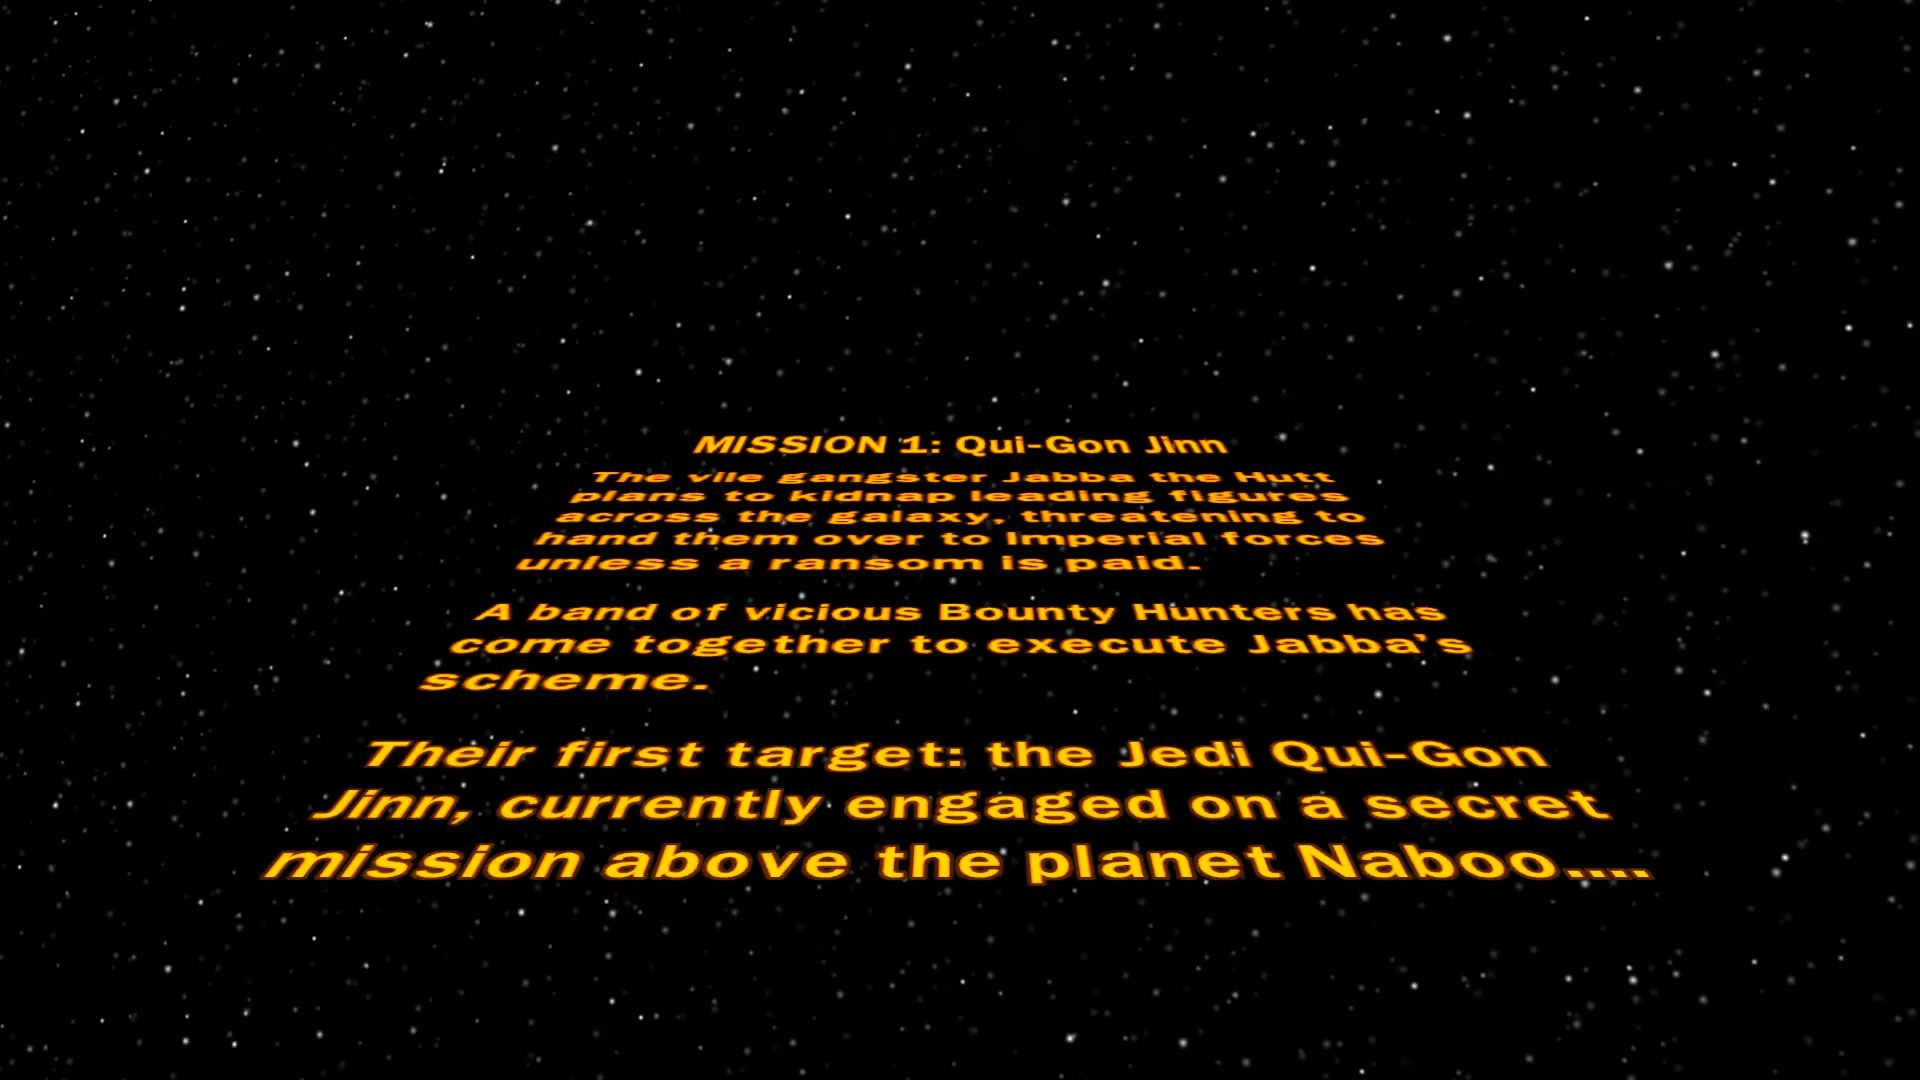 MISSION 1: Qui-Gon Jinn
The vile gangster Jabba the Hutt
plans to kidnap leading figures
across the galaxy, threatening to
hand them over to Imperial forces
unless a ransom is paid.
A band of vicious Bounty Hunters has
come together to execute Jabba's
scheme.
Their first target: the Jedi Qui-Gon
Jinn, currently engaged on a secret
mission above the planet Naboo....